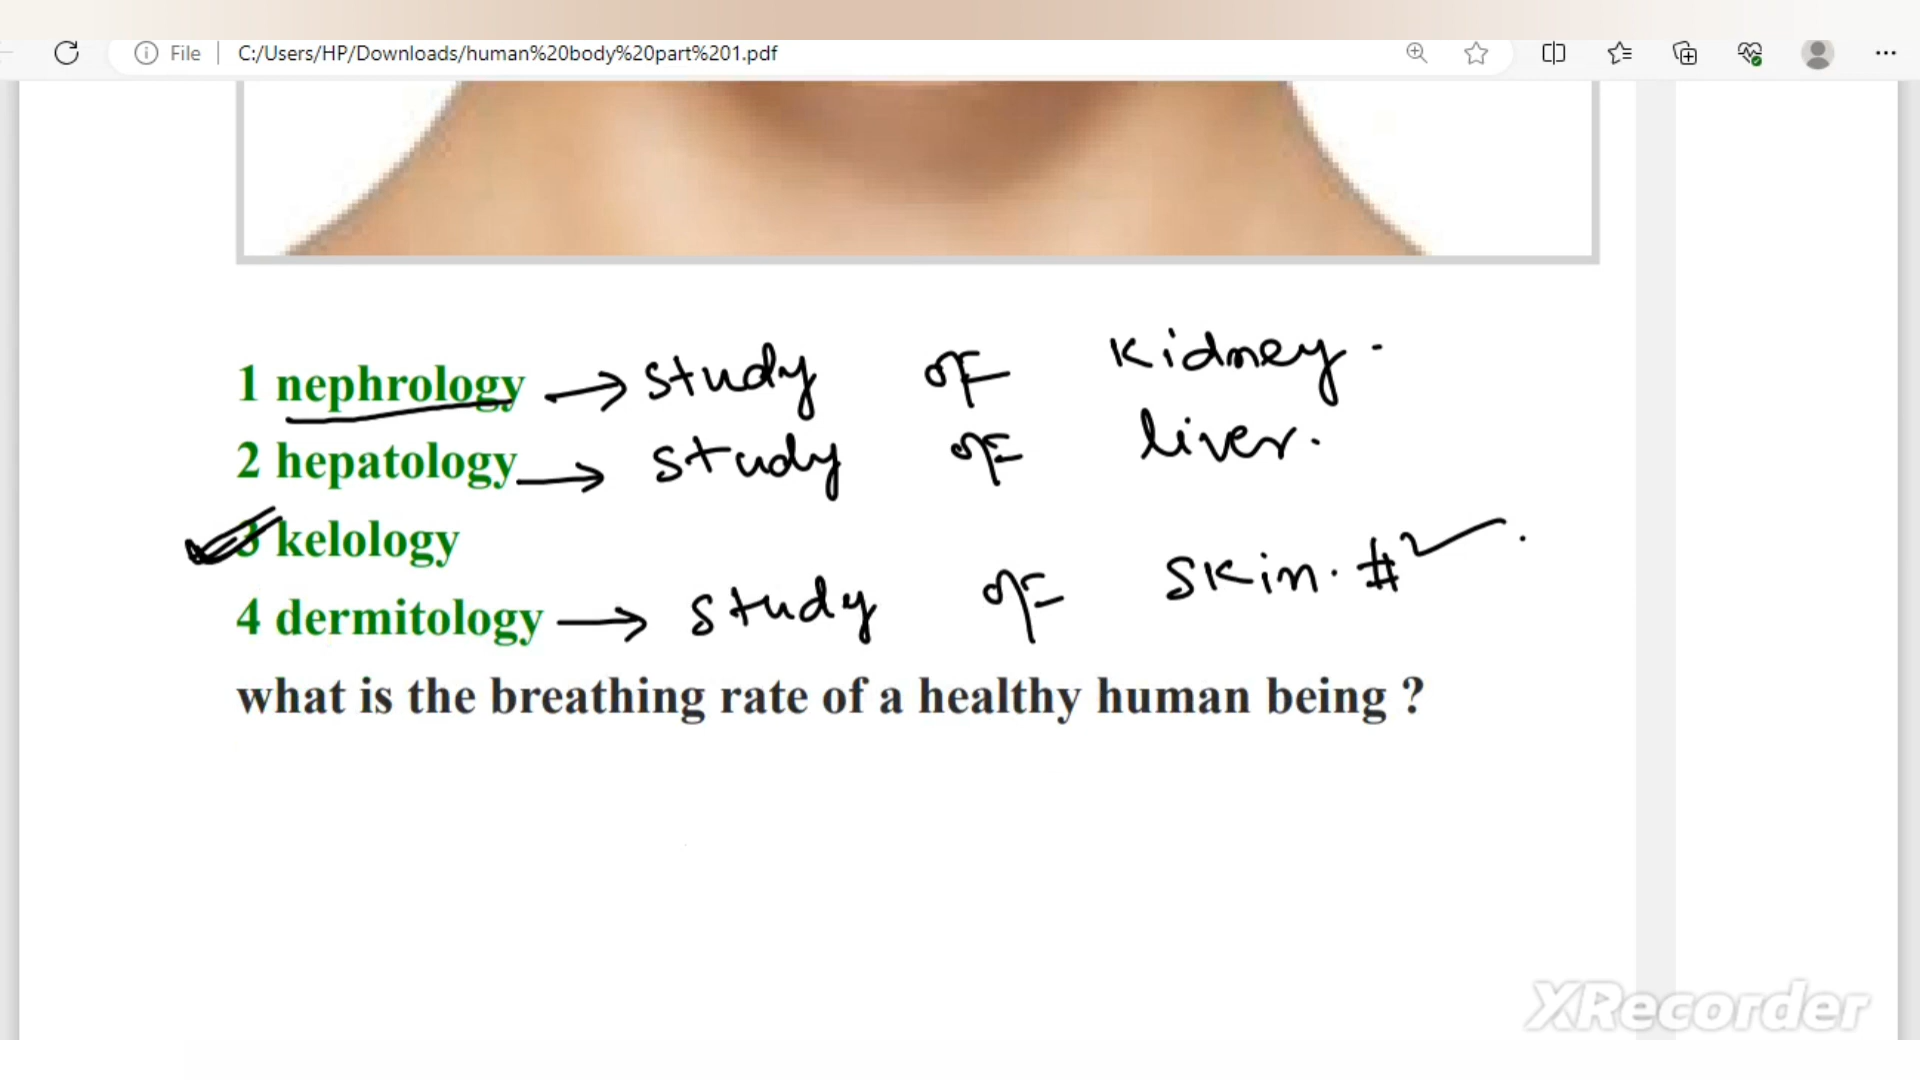 File C:/Users/HP/Downloads/human%20body%20part%201.pdf
1 nephrology → study of kidney.
2 hepatology → study of liver.
3 kelology
4 dermitology → study of skin. #
what is the breathing rate of a healthy human being ?
XRecorder